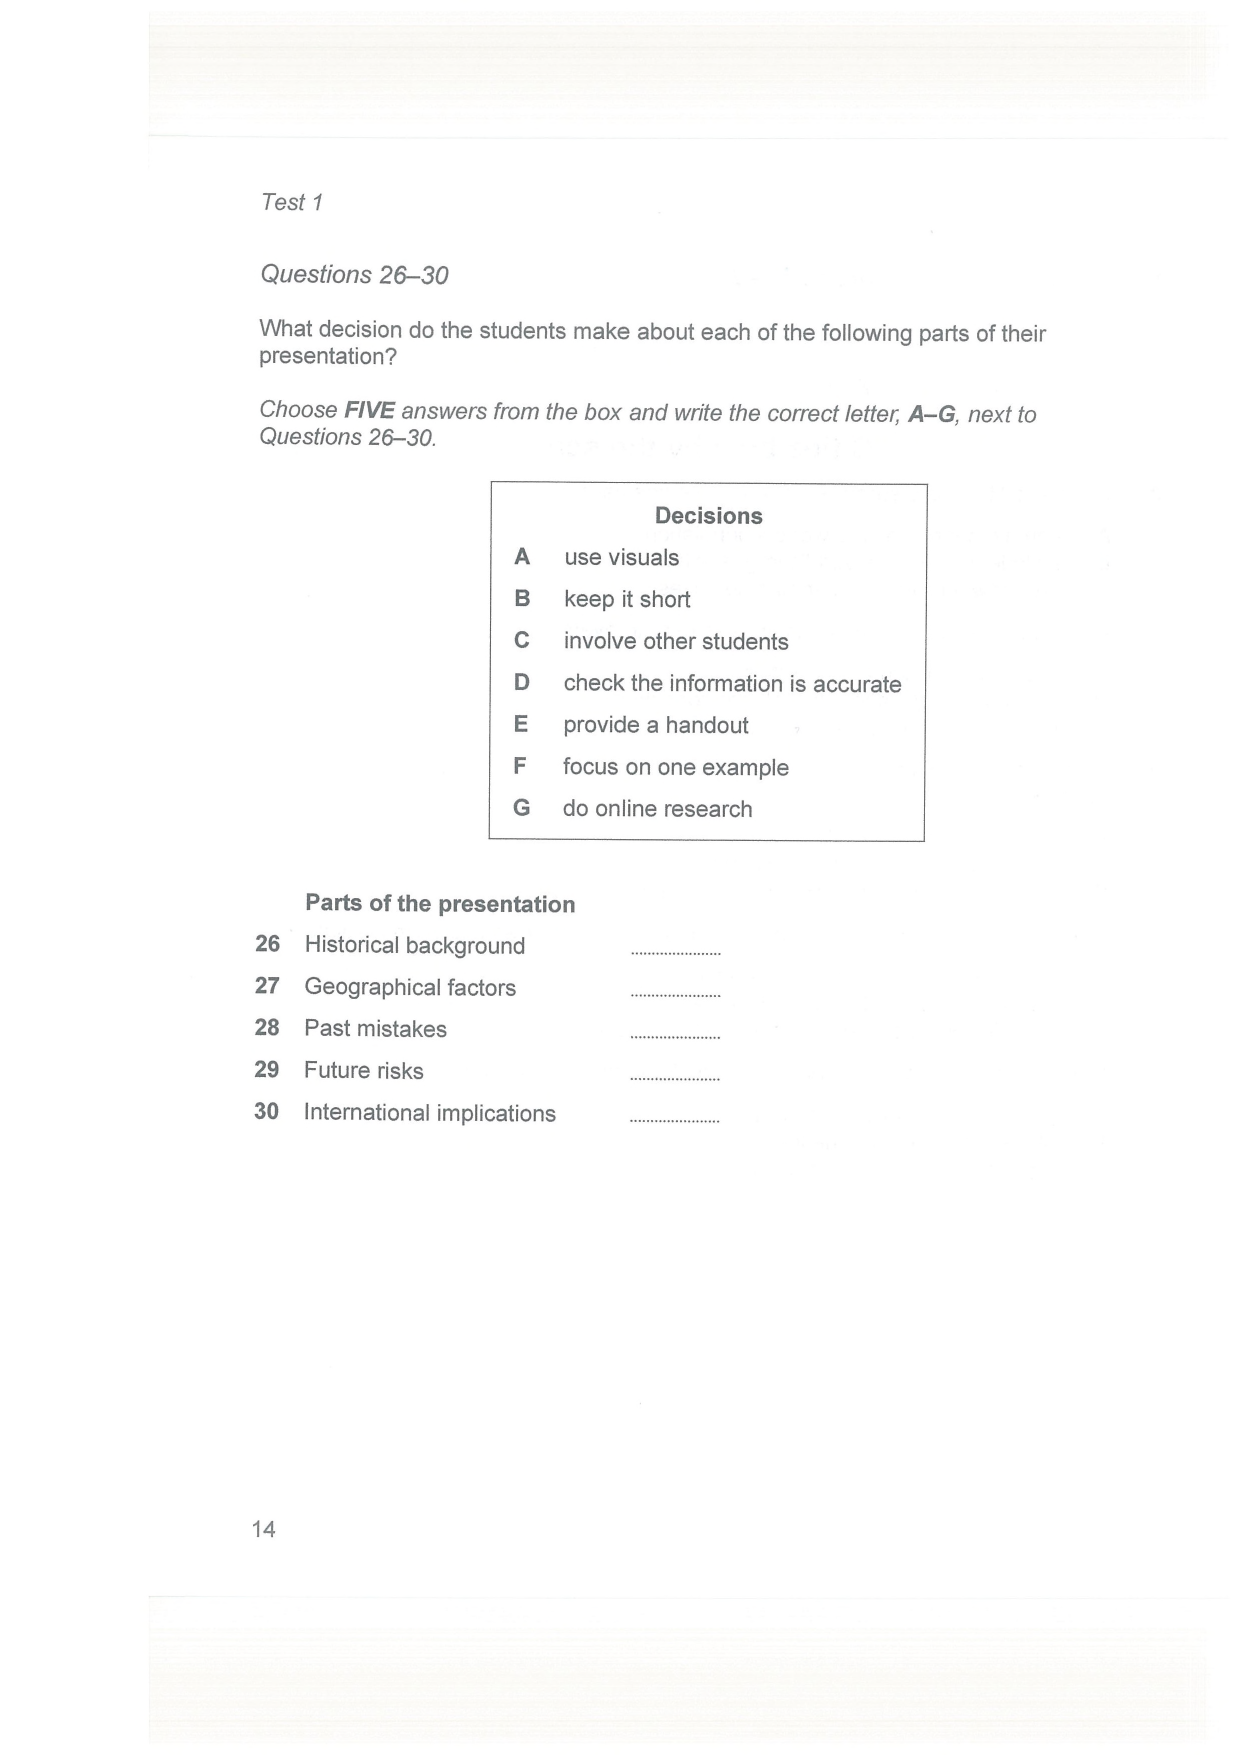 Test 1
Questions 26–30
What decision do the students make about each of the following parts of their
presentation?
Choose FIVE answers from the box and write the correct letter, A–G, next to
Questions 26–30.
Decisions
A use visuals
B keep it short
C involve other students
D check the information is accurate
E provide a handout
F focus on one example
G do online research
Parts of the presentation
26 Historical background ......................
27 Geographical factors ......................
28 Past mistakes ......................
29 Future risks ......................
30 International implications ......................
14